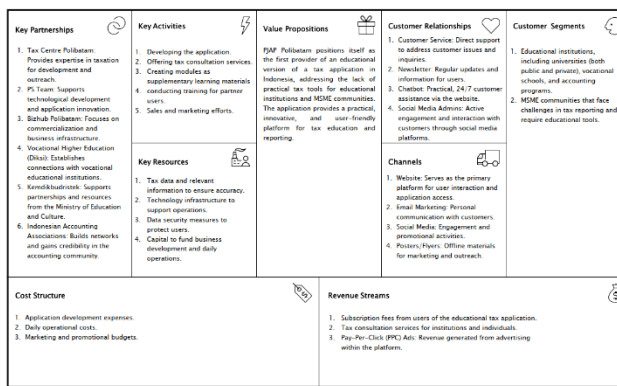 Key Partnerships
1. Tax Centre Polibatam:
Provides expertise in taxation
for development and
outreach.
2. PS Team: Supports
technological development
and application innovation.
3. Bizhub Polibatam: Focuses on
commercialization and
business infrastructure.
4. Vocational Higher Education
(Diksi): Establishes
connections with vocational
educational institutions.
5. Kemdikbudristek: Supports
partnerships and resources
from the Ministry of Education
and Culture.
6. Indonesian Accounting
Associations: Builds networks
and gains credibility in the
accounting community.
Key Activities
1. Developing the application.
2. Offering tax consultation services.
3. Creating modules as
supplementary learning materials
4. conducting training for partner
users.
5. Sales and marketing efforts.
Key Resources
1. Tax data and relevant
information to ensure accuracy.
2. Technology infrastructure to
support operations.
3. Data security measures to
protect users.
4. Capital to fund business
development and daily
operations.
Value Propositions
PJAP Polibatam positions itself as
the first provider of an educational
version of a tax application in
Indonesia, addressing the lack of
practical tax tools for educational
institutions and MSME communities.
The application provides a practical,
innovative, and user-friendly
platform for tax education and
reporting.
Customer Relationships
1. Customer Service: Direct support
to address customer issues and
inquiries.
2. Newsletter: Regular updates and
information for users.
3. Chatbot: Practical, 24/7 customer
assistance via the website.
4. Social Media Admins: Active
engagement and interaction with
customers through social media
platforms.
Channels
1. Website: Serves as the primary
platform for user interaction and
application access.
2. Email Marketing: Personal
communication with customers.
3. Social Media: Engagement and
promotional activities.
4. Posters/Flyers: Offline materials
for marketing and outreach.
Customer Segments
1. Educational institutions,
including universities (both
public and private), vocational
schools, and accounting
programs.
2. MSME communities that face
challenges in tax reporting and
require educational tools.
Cost Structure
1. Application development expenses.
2. Daily operational costs.
3. Marketing and promotional budgets.
Revenue Streams
1. Subscription fees from users of the educational tax application.
2. Tax consultation services for institutions and individuals.
3. Pay-Per-Click (PPC) Ads: Revenue generated from advertising
within the platform.